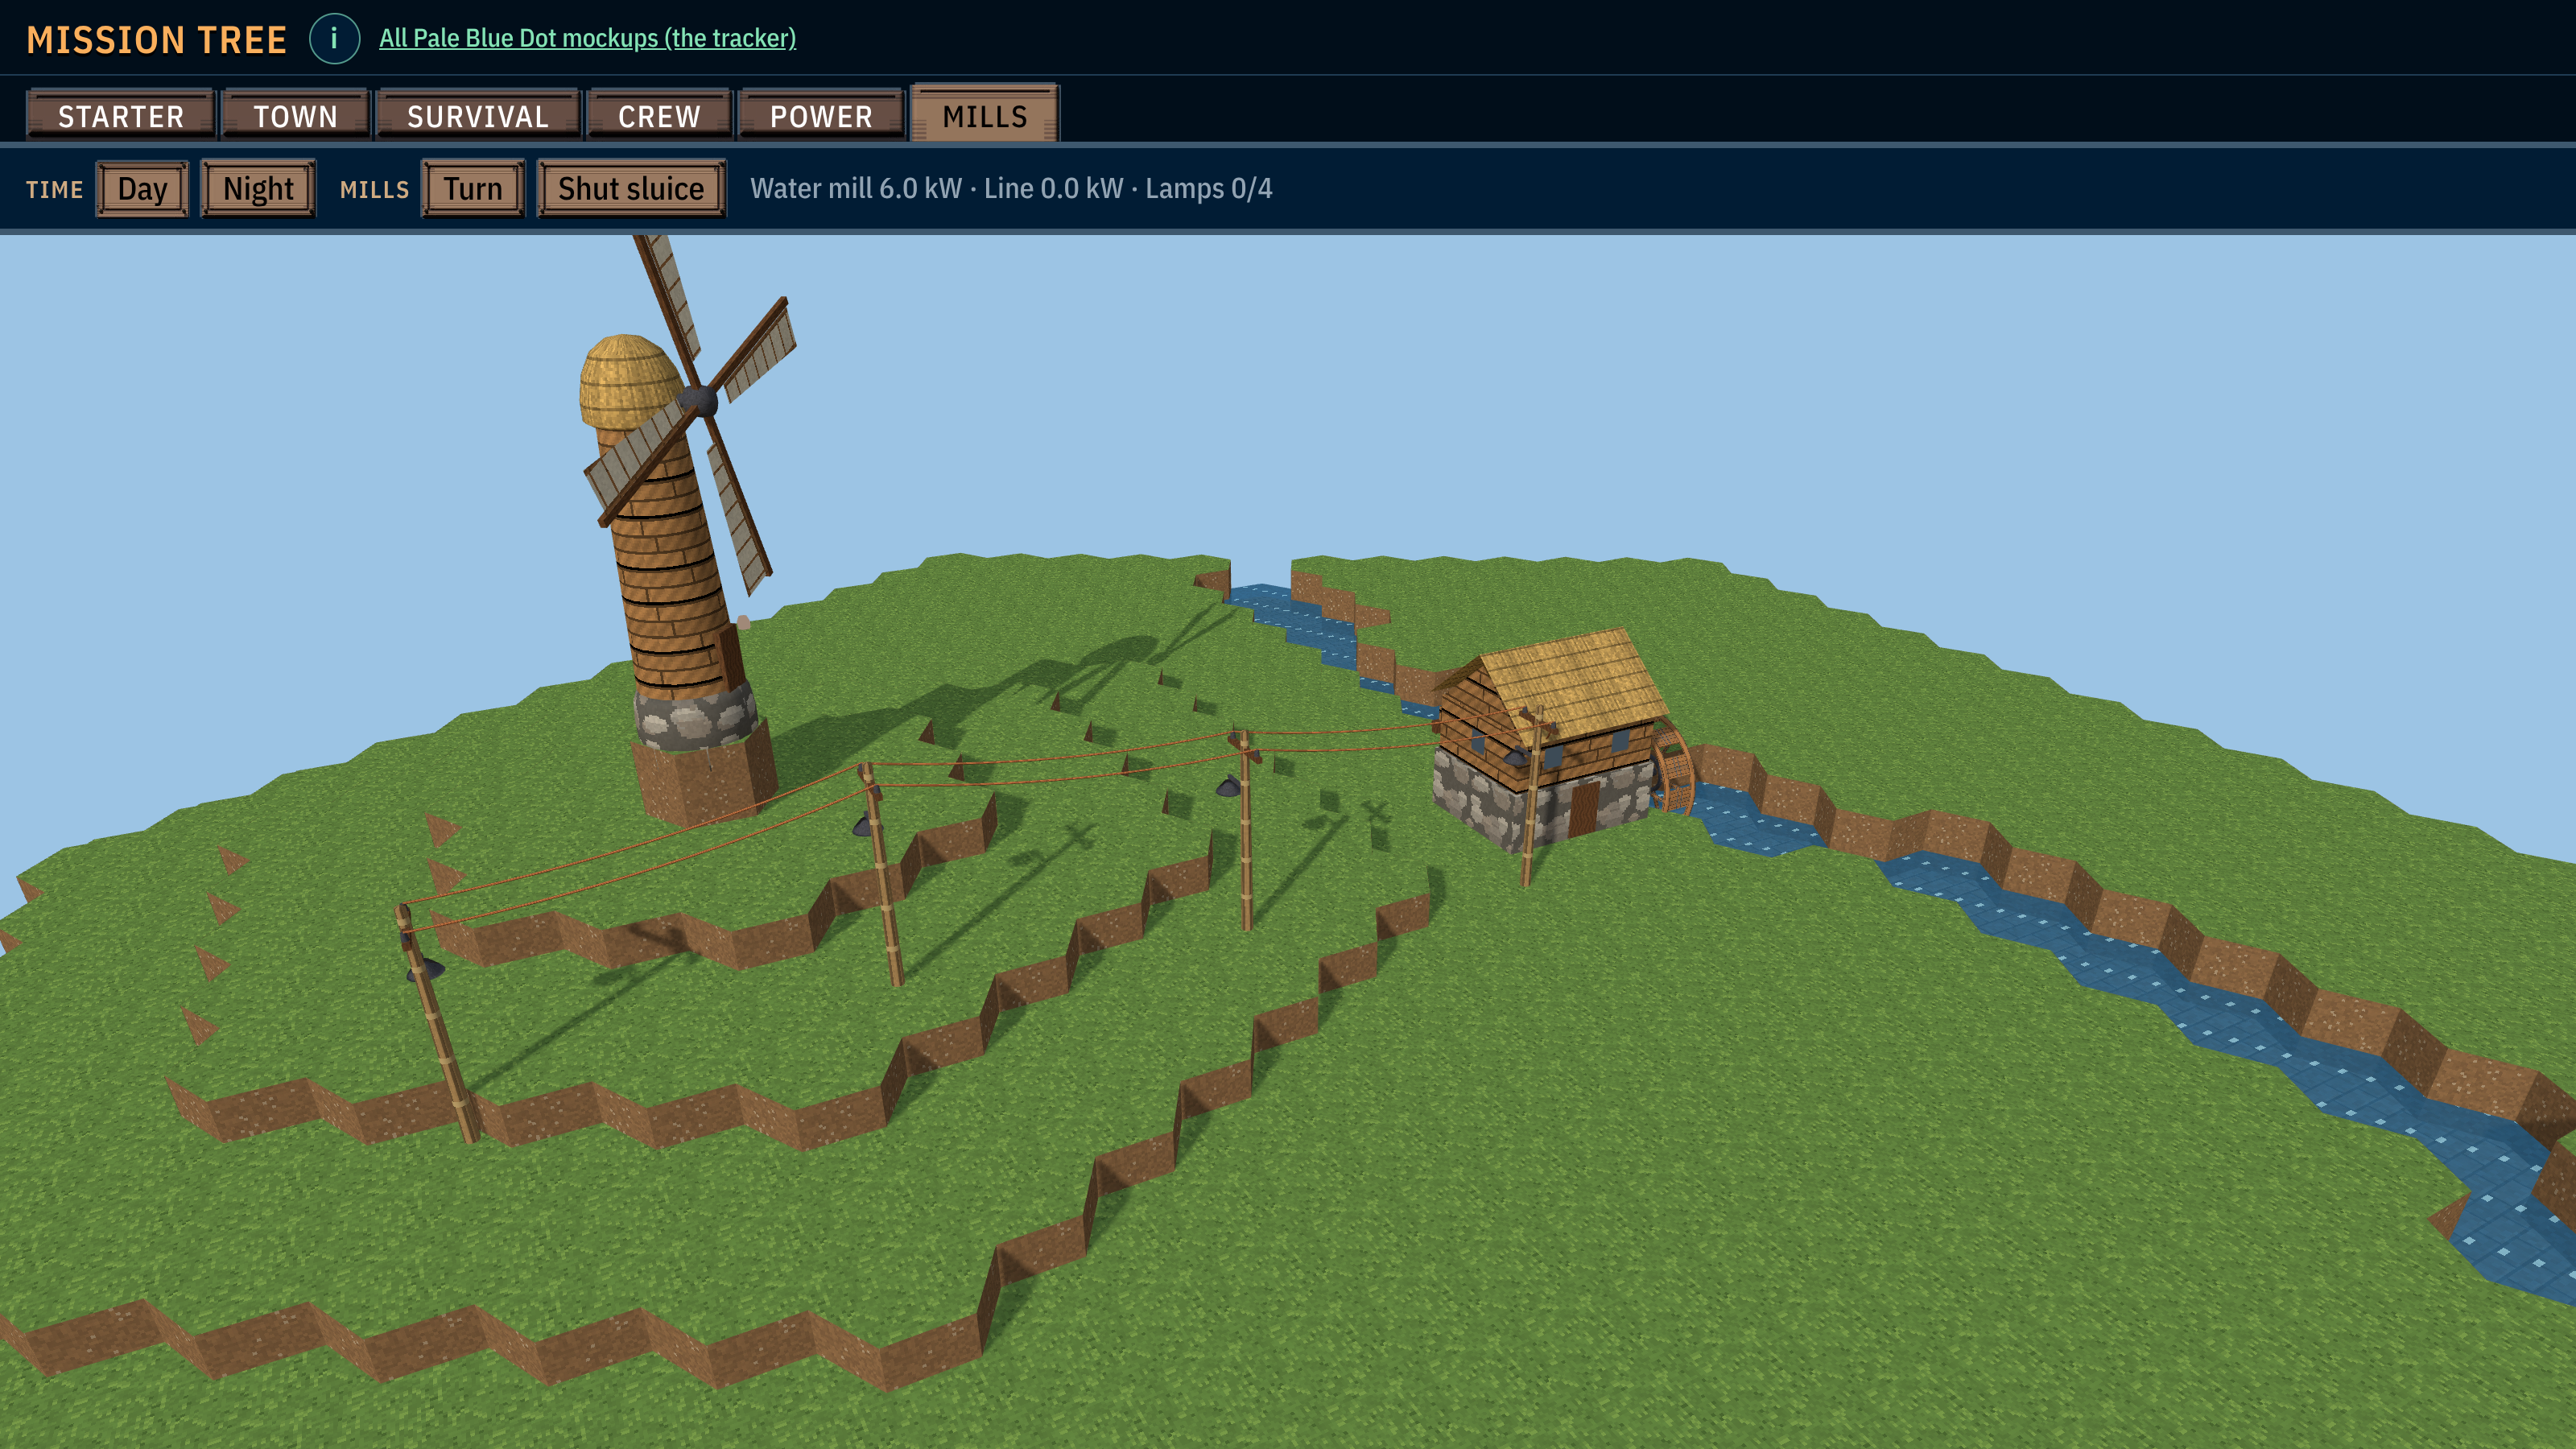 MISSION TREE i All Pale Blue Dot mockups (the tracker)
STARTER TOWN SURVIVAL CREW POWER MILLS
TIME Day Night MILLS Turn Shut sluice Water mill 6.0 kW · Line 0.0 kW · Lamps 0/4